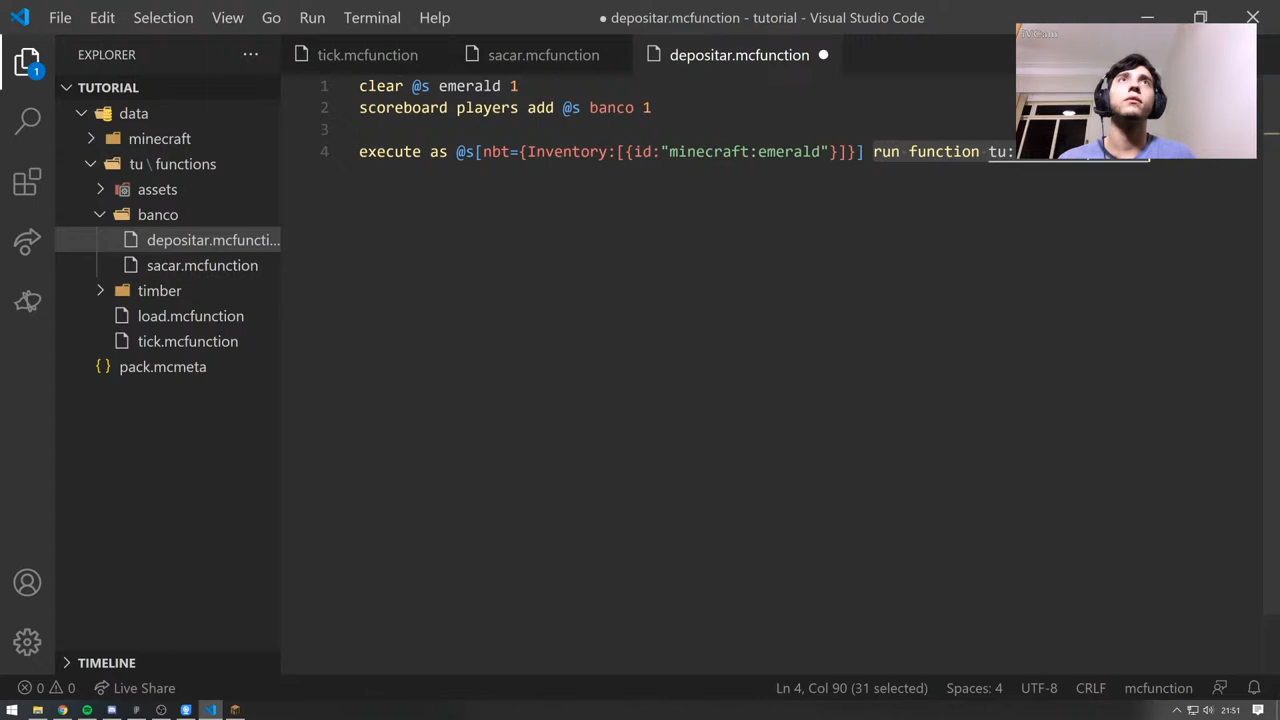 File Edit Selection View Go Run Terminal Help
depositar.mcfunction - tutorial - Visual Studio Code
iVCam
EXPLORER
tick.mcfunction
sacar.mcfunction
depositar.mcfunction
1
TUTORIAL
data
minecraft
tu \ functions
assets
banco
depositar.mcfuncti...
sacar.mcfunction
timber
load.mcfunction
tick.mcfunction
pack.mcmeta
1 clear @s emerald 1
2 scoreboard players add @s banco 1
3
4 execute as @s[nbt={Inventory:[{id:"minecraft:emerald"}]}] run function tu:
TIMELINE
0 0 Live Share
Ln 4, Col 90 (31 selected) Spaces: 4 UTF-8 CRLF mcfunction
21:51